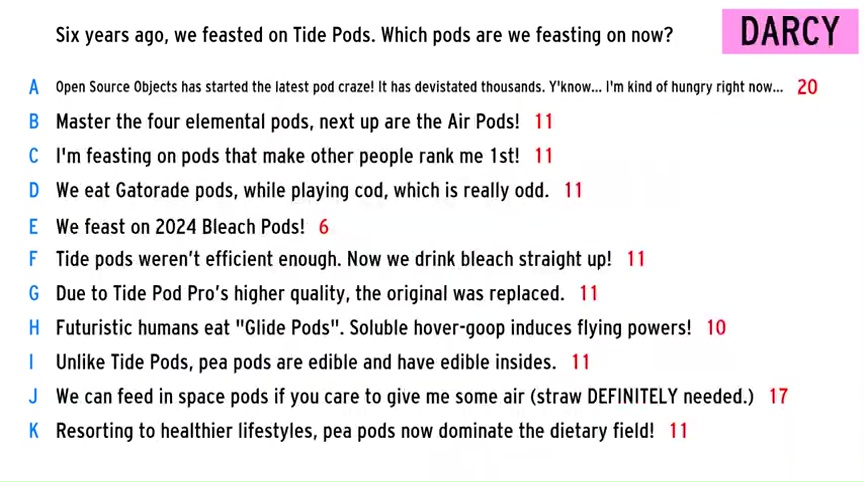 Six years ago, we feasted on Tide Pods. Which pods are we feasting on now?
DARCY
A Open Source Objects has started the latest pod craze! It has devistated thousands. Y'know... I'm kind of hungry right now... 20
B Master the four elemental pods, next up are the Air Pods! 11
C I'm feasting on pods that make other people rank me 1st! 11
D We eat Gatorade pods, while playing cod, which is really odd. 11
E We feast on 2024 Bleach Pods! 6
F Tide pods weren’t efficient enough. Now we drink bleach straight up! 11
G Due to Tide Pod Pro’s higher quality, the original was replaced. 11
H Futuristic humans eat "Glide Pods". Soluble hover-goop induces flying powers! 10
I Unlike Tide Pods, pea pods are edible and have edible insides. 11
J We can feed in space pods if you care to give me some air (straw DEFINITELY needed.) 17
K Resorting to healthier lifestyles, pea pods now dominate the dietary field! 11